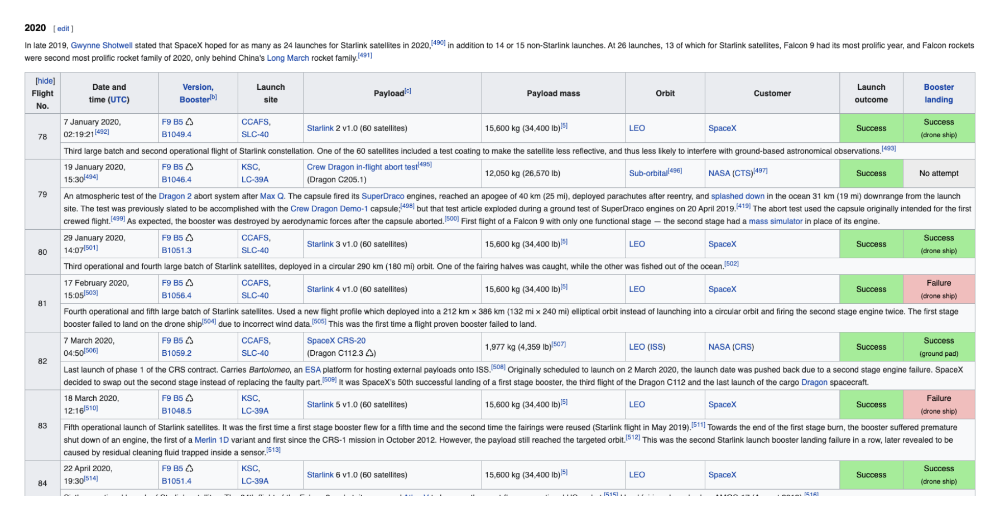 2020 [ edit ]
In late 2019, Gwynne Shotwell stated that SpaceX hoped for as many as 24 launches for Starlink satellites in 2020,[490] in addition to 14 or 15 non-Starlink launches. At 26 launches, 13 of which for Starlink satellites, Falcon 9 had its most prolific year, and Falcon rockets
were second most prolific rocket family of 2020, only behind China's Long March rocket family.[491]
[hide]
Flight
No.
Date and
time (UTC)
Version,
Booster[b]
Launch
site
Payload[c]
Payload mass
Orbit
Customer
Launch
outcome
Booster
landing
78
7 January 2020,
02:19:21[492]
F9 B5 ♺
B1049.4
CCAFS,
SLC-40
Starlink 2 v1.0 (60 satellites)
15,600 kg (34,400 lb)[5]
LEO
SpaceX
Success
Success
(drone ship)
Third large batch and second operational flight of Starlink constellation. One of the 60 satellites included a test coating to make the satellite less reflective, and thus less likely to interfere with ground-based astronomical observations.[493]
79
19 January 2020,
15:30[494]
F9 B5 ♺
B1046.4
KSC,
LC-39A
Crew Dragon in-flight abort test[495]
(Dragon C205.1)
12,050 kg (26,570 lb)
Sub-orbital[496]
NASA (CTS)[497]
Success
No attempt
An atmospheric test of the Dragon 2 abort system after Max Q. The capsule fired its SuperDraco engines, reached an apogee of 40 km (25 mi), deployed parachutes after reentry, and splashed down in the ocean 31 km (19 mi) downrange from the launch
site. The test was previously slated to be accomplished with the Crew Dragon Demo-1 capsule;[498] but that test article exploded during a ground test of SuperDraco engines on 20 April 2019.[419] The abort test used the capsule originally intended for the first
crewed flight.[499] As expected, the booster was destroyed by aerodynamic forces after the capsule aborted.[500] First flight of a Falcon 9 with only one functional stage — the second stage had a mass simulator in place of its engine.
80
29 January 2020,
14:07[501]
F9 B5 ♺
B1051.3
CCAFS,
SLC-40
Starlink 3 v1.0 (60 satellites)
15,600 kg (34,400 lb)[5]
LEO
SpaceX
Success
Success
(drone ship)
Third operational and fourth large batch of Starlink satellites, deployed in a circular 290 km (180 mi) orbit. One of the fairing halves was caught, while the other was fished out of the ocean.[502]
81
17 February 2020,
15:05[503]
F9 B5 ♺
B1056.4
CCAFS,
SLC-40
Starlink 4 v1.0 (60 satellites)
15,600 kg (34,400 lb)[5]
LEO
SpaceX
Success
Failure
(drone ship)
Fourth operational and fifth large batch of Starlink satellites. Used a new flight profile which deployed into a 212 km × 386 km (132 mi × 240 mi) elliptical orbit instead of launching into a circular orbit and firing the second stage engine twice. The first stage
booster failed to land on the drone ship[504] due to incorrect wind data.[505] This was the first time a flight proven booster failed to land.
82
7 March 2020,
04:50[506]
F9 B5 ♺
B1059.2
CCAFS,
SLC-40
SpaceX CRS-20
(Dragon C112.3 ♺)
1,977 kg (4,359 lb)[507]
LEO (ISS)
NASA (CRS)
Success
Success
(ground pad)
Last launch of phase 1 of the CRS contract. Carries Bartolomeo, an ESA platform for hosting external payloads onto ISS.[508] Originally scheduled to launch on 2 March 2020, the launch date was pushed back due to a second stage engine failure. SpaceX
decided to swap out the second stage instead of replacing the faulty part.[509] It was SpaceX's 50th successful landing of a first stage booster, the third flight of the Dragon C112 and the last launch of the cargo Dragon spacecraft.
83
18 March 2020,
12:16[510]
F9 B5 ♺
B1048.5
KSC,
LC-39A
Starlink 5 v1.0 (60 satellites)
15,600 kg (34,400 lb)[5]
LEO
SpaceX
Success
Failure
(drone ship)
Fifth operational launch of Starlink satellites. It was the first time a first stage booster flew for a fifth time and the second time the fairings were reused (Starlink flight in May 2019).[511] Towards the end of the first stage burn, the booster suffered premature
shut down of an engine, the first of a Merlin 1D variant and first since the CRS-1 mission in October 2012. However, the payload still reached the targeted orbit.[512] This was the second Starlink launch booster landing failure in a row, later revealed to be
caused by residual cleaning fluid trapped inside a sensor.[513]
84
22 April 2020,
19:30[514]
F9 B5 ♺
B1051.4
KSC,
LC-39A
Starlink 6 v1.0 (60 satellites)
15,600 kg (34,400 lb)[5]
LEO
SpaceX
Success
Success
(drone ship)
[515] [516]